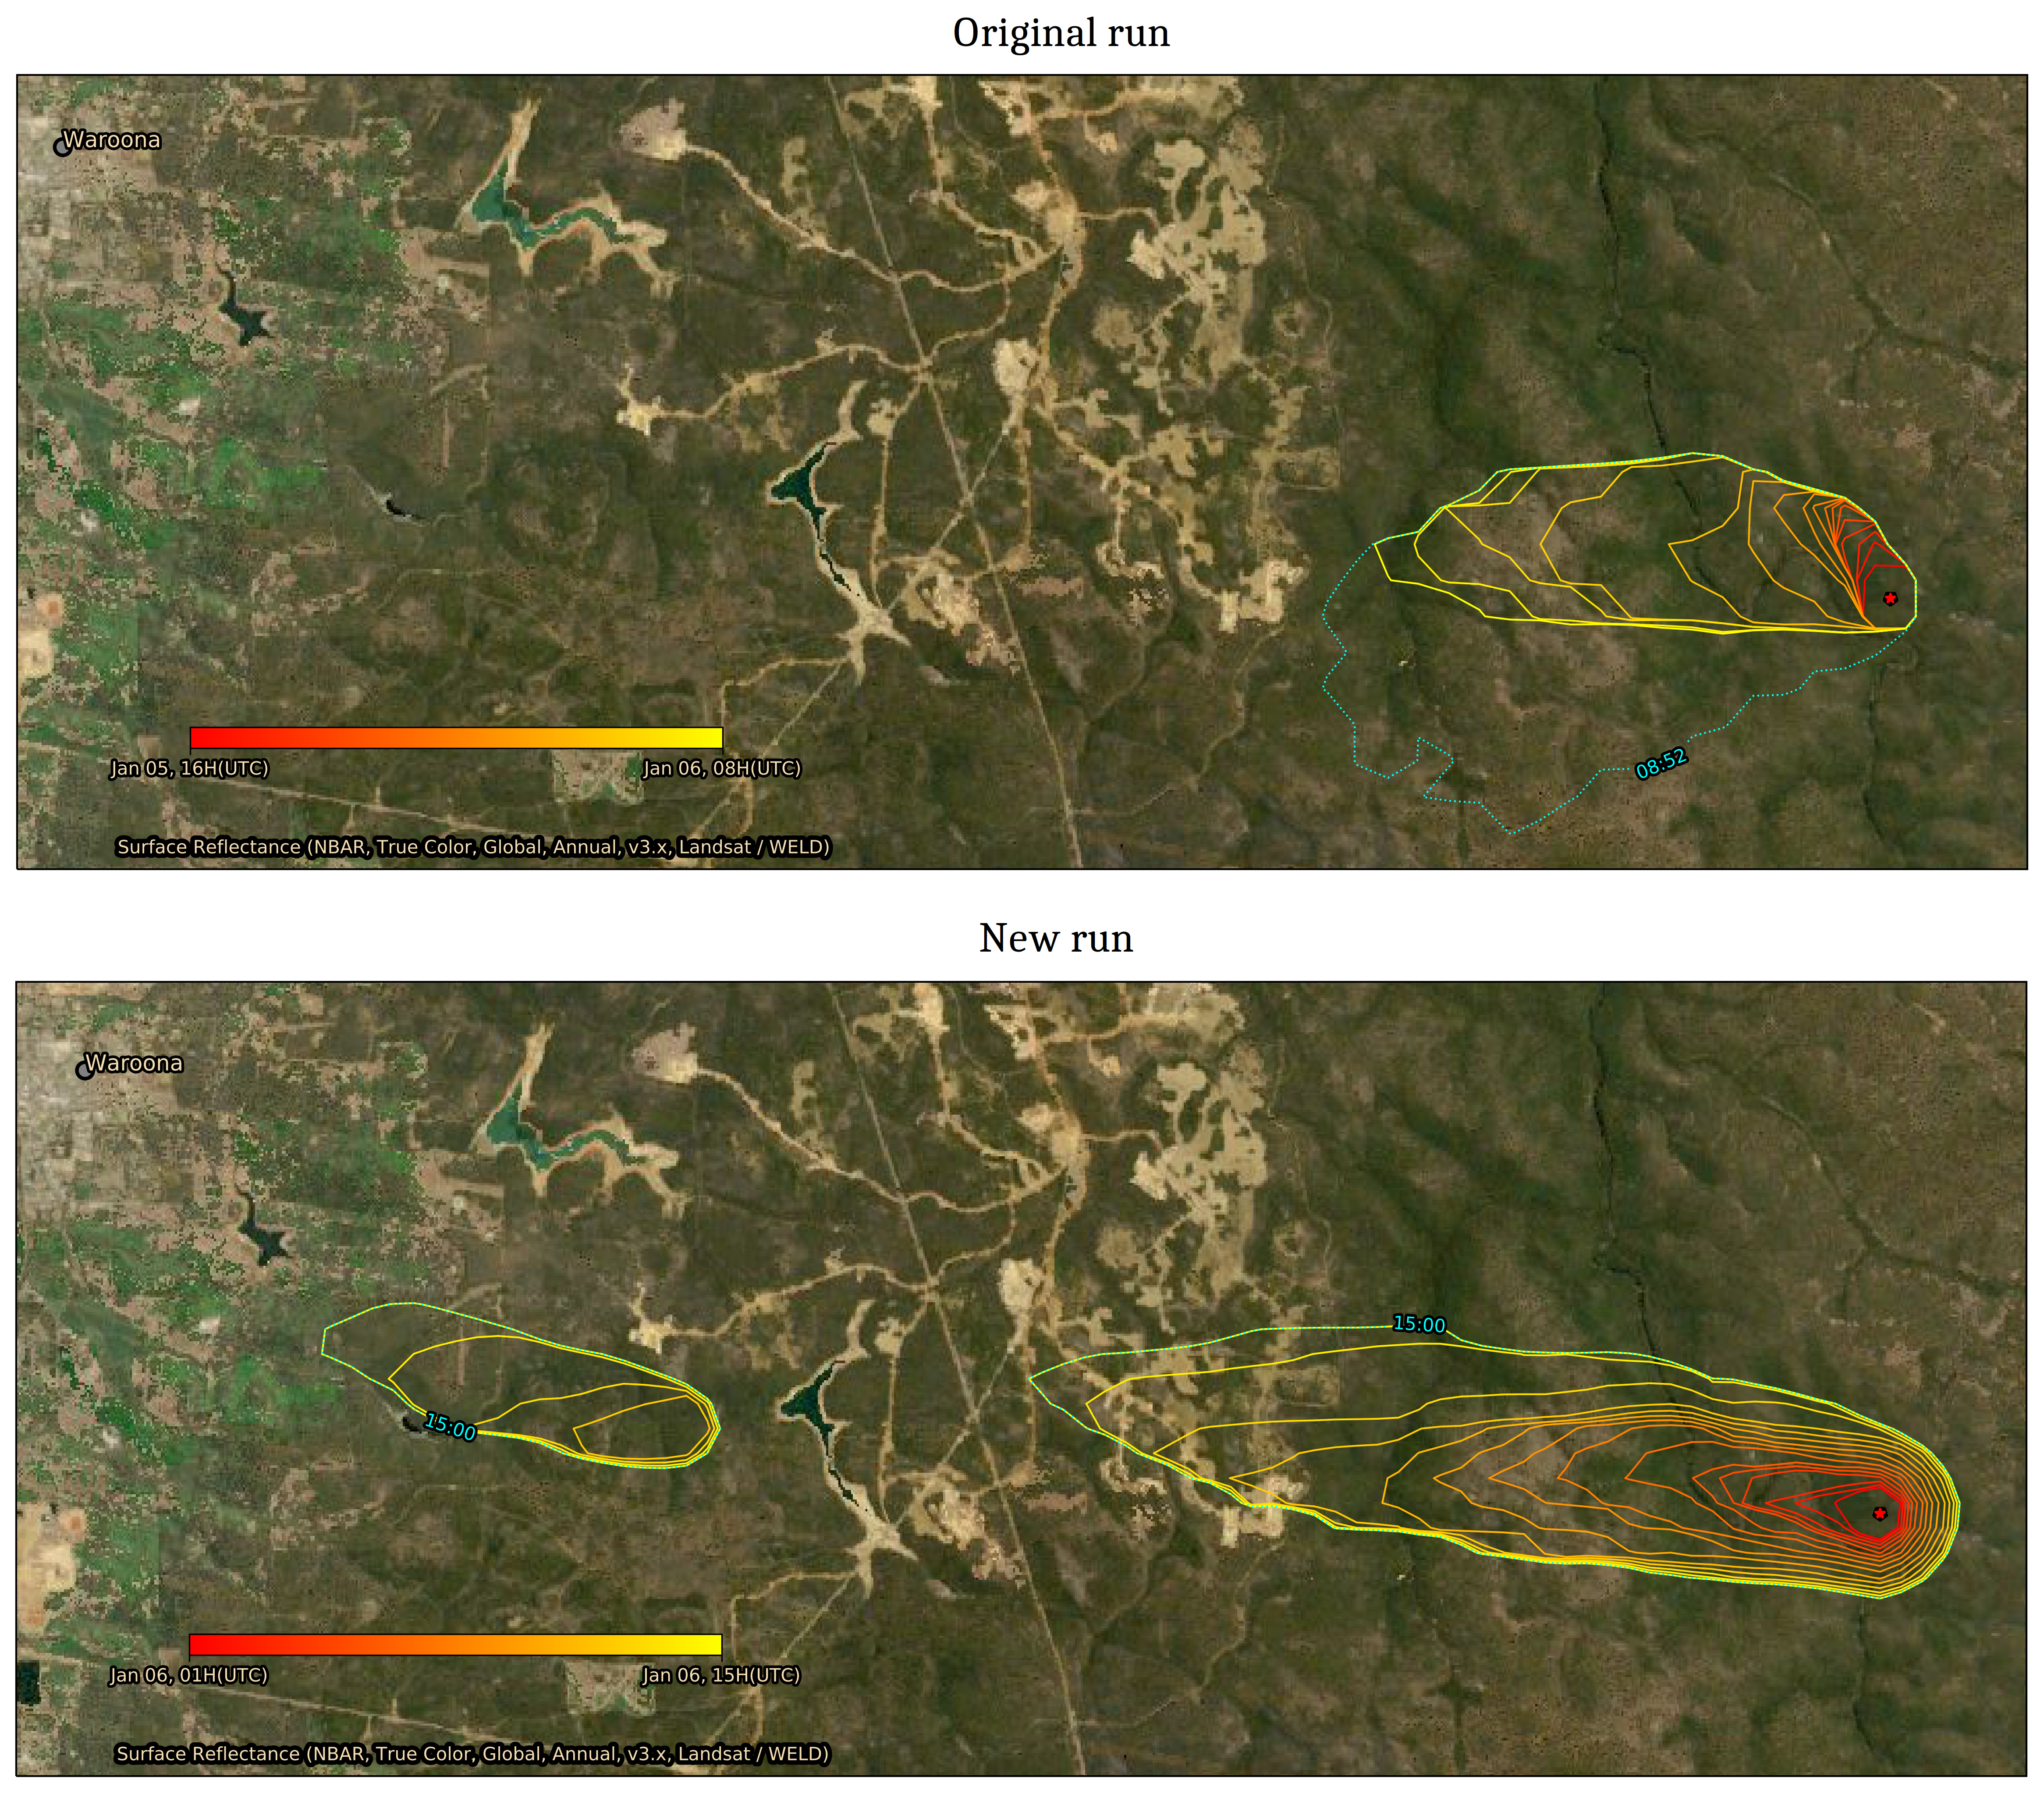 Original run
Waroona
08:52
Jan 05, 16H(UTC) Jan 06, 08H(UTC)
Surface Reflectance (NBAR, True Color, Global, Annual, v3.x, Landsat / WELD)
New run
Waroona
15:00
15:00
Jan 06, 01H(UTC) Jan 06, 15H(UTC)
Surface Reflectance (NBAR, True Color, Global, Annual, v3.x, Landsat / WELD)